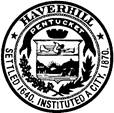 HAVERHILL
PENTUCKET
SETTLED 1640. INSTITUTED A CITY. 1870.